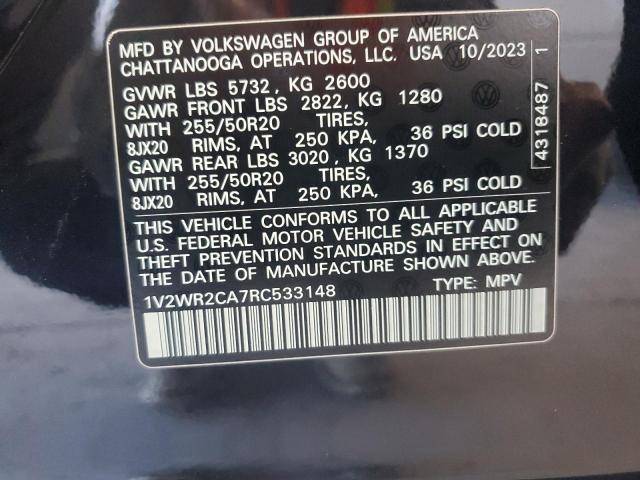 MFD BY VOLKSWAGEN GROUP OF AMERICA
CHATTANOOGA OPERATIONS, LLC. USA 10/2023
GVWR LBS 5732, KG 2600
GAWR FRONT LBS 2822, KG 1280
WITH 255/50R20 TIRES,
8JX20 RIMS, AT 250 KPA, 36 PSI COLD
GAWR REAR LBS 3020, KG 1370
WITH 255/50R20 TIRES,
8JX20 RIMS, AT 250 KPA, 36 PSI COLD
THIS VEHICLE CONFORMS TO ALL APPLICABLE
U.S. FEDERAL MOTOR VEHICLE SAFETY AND
THEFT PREVENTION STANDARDS IN EFFECT ON
THE DATE OF MANUFACTURE SHOWN ABOVE.
1V2WR2CA7RC533148 TYPE: MPV
4318487 1